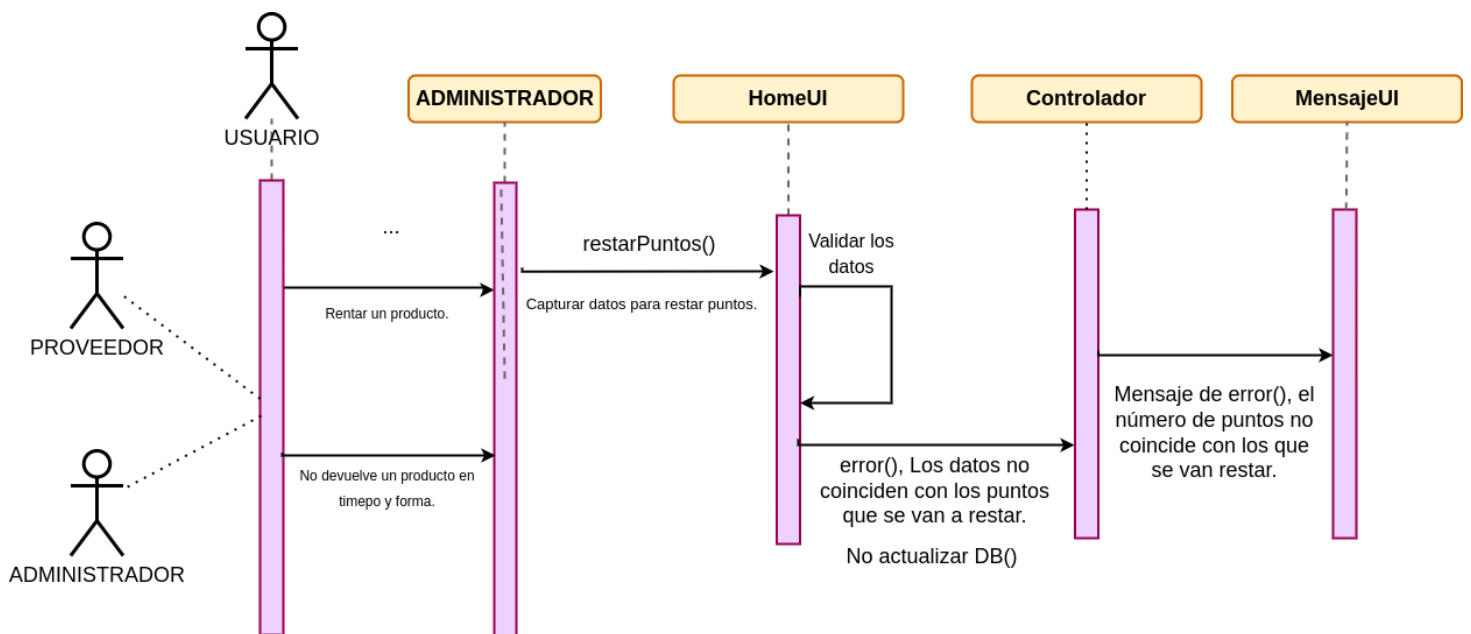 USUARIO
ADMINISTRADOR
HomeUI
Controlador
MensajeUI
PROVEEDOR
ADMINISTRADOR
...
Rentar un producto.
No devuelve un producto en
timepo y forma.
restarPuntos()
Capturar datos para restar puntos.
Validar los
datos
error(), Los datos no
coinciden con los puntos
que se van a restar.
No actualizar DB()
Mensaje de error(), el
número de puntos no
coincide con los que
se van restar.